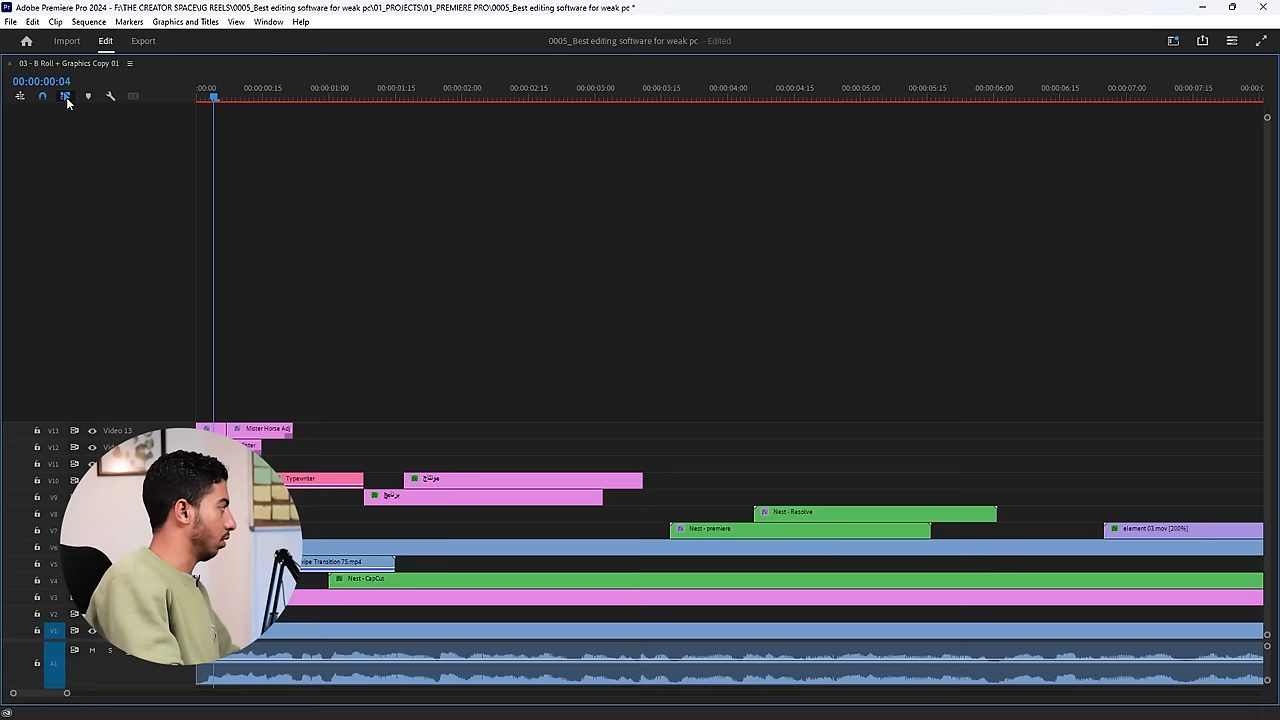 Adobe Premiere Pro 2024 - F:\THE CREATOR SPACE\IG REELS\0005_Best editing software for weak pc\01_PROJECTS\01_PREMIERE PRO\0005_Best editing software for weak pc.prproj *
File Edit Clip Sequence Markers Graphics and Titles View Window Help
Import Edit Export 0005_Best editing software for weak pc - Edited
03 - B Roll + Graphics Copy 01
00:00:00:04
:00:00 00:00:00:15 00:00:01:00 00:00:01:15 00:00:02:00 00:00:02:15 00:00:03:00 00:00:03:15 00:00:04:00 00:00:04:15 00:00:05:00 00:00:05:15 00:00:06:00 00:00:06:15 00:00:07:00 00:00:07:15
V13 Video 13 Mister Horse Adj
V12
V11
V10 Typewriter مونتاج
V9 برنامج
Nest - Resolve
V7 Nest - premiere element 03.mov [200%]
V6
V5 Transition 75.mp4
V4 Nest - CapCut
V3
V2
V1
M S
A1